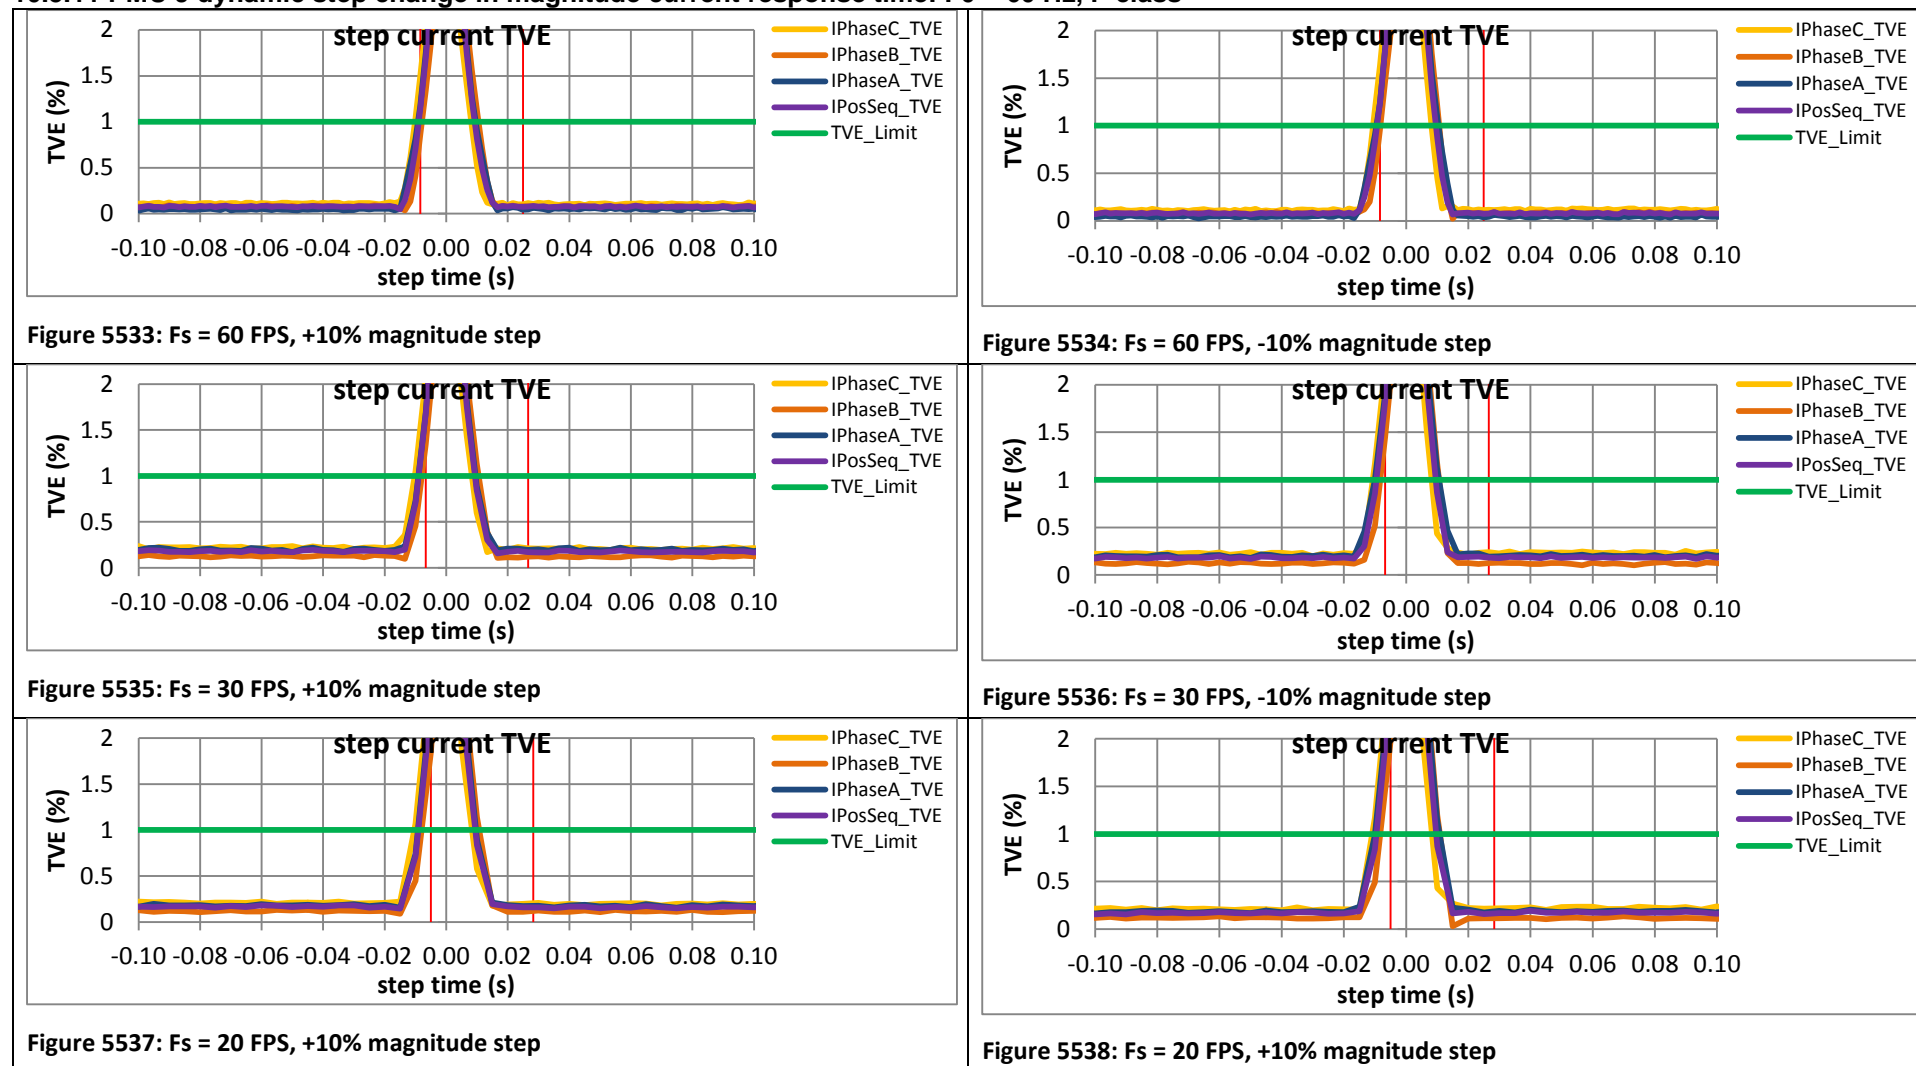 dynamic step change in magnitude current response time:
step current TVE
2
1.5
1
0.5
0
TVE (%)
-0.10 -0.08 -0.06 -0.04 -0.02 0.00 0.02 0.04 0.06 0.08 0.10
step time (s)
IPhaseC_TVE
IPhaseB_TVE
IPhaseA_TVE
IPosSeq_TVE
TVE_Limit
Figure 5533: Fs = 60 FPS, +10% magnitude step
step current TVE
2
1.5
1
0.5
0
TVE (%)
-0.10 -0.08 -0.06 -0.04 -0.02 0.00 0.02 0.04 0.06 0.08 0.10
step time (s)
IPhaseC_TVE
IPhaseB_TVE
IPhaseA_TVE
IPosSeq_TVE
TVE_Limit
Figure 5534: Fs = 60 FPS, -10% magnitude step
step current TVE
2
1.5
1
0.5
0
TVE (%)
-0.10 -0.08 -0.06 -0.04 -0.02 0.00 0.02 0.04 0.06 0.08 0.10
step time (s)
IPhaseC_TVE
IPhaseB_TVE
IPhaseA_TVE
IPosSeq_TVE
TVE_Limit
Figure 5535: Fs = 30 FPS, +10% magnitude step
step current TVE
2
1.5
1
0.5
0
TVE (%)
-0.10 -0.08 -0.06 -0.04 -0.02 0.00 0.02 0.04 0.06 0.08 0.10
step time (s)
IPhaseC_TVE
IPhaseB_TVE
IPhaseA_TVE
IPosSeq_TVE
TVE_Limit
Figure 5536: Fs = 30 FPS, -10% magnitude step
step current TVE
2
1.5
1
0.5
0
TVE (%)
-0.10 -0.08 -0.06 -0.04 -0.02 0.00 0.02 0.04 0.06 0.08 0.10
step time (s)
IPhaseC_TVE
IPhaseB_TVE
IPhaseA_TVE
IPosSeq_TVE
TVE_Limit
Figure 5537: Fs = 20 FPS, +10% magnitude step
step current TVE
2
1.5
1
0.5
0
TVE (%)
-0.10 -0.08 -0.06 -0.04 -0.02 0.00 0.02 0.04 0.06 0.08 0.10
step time (s)
IPhaseC_TVE
IPhaseB_TVE
IPhaseA_TVE
IPosSeq_TVE
TVE_Limit
Figure 5538: Fs = 20 FPS, +10% magnitude step